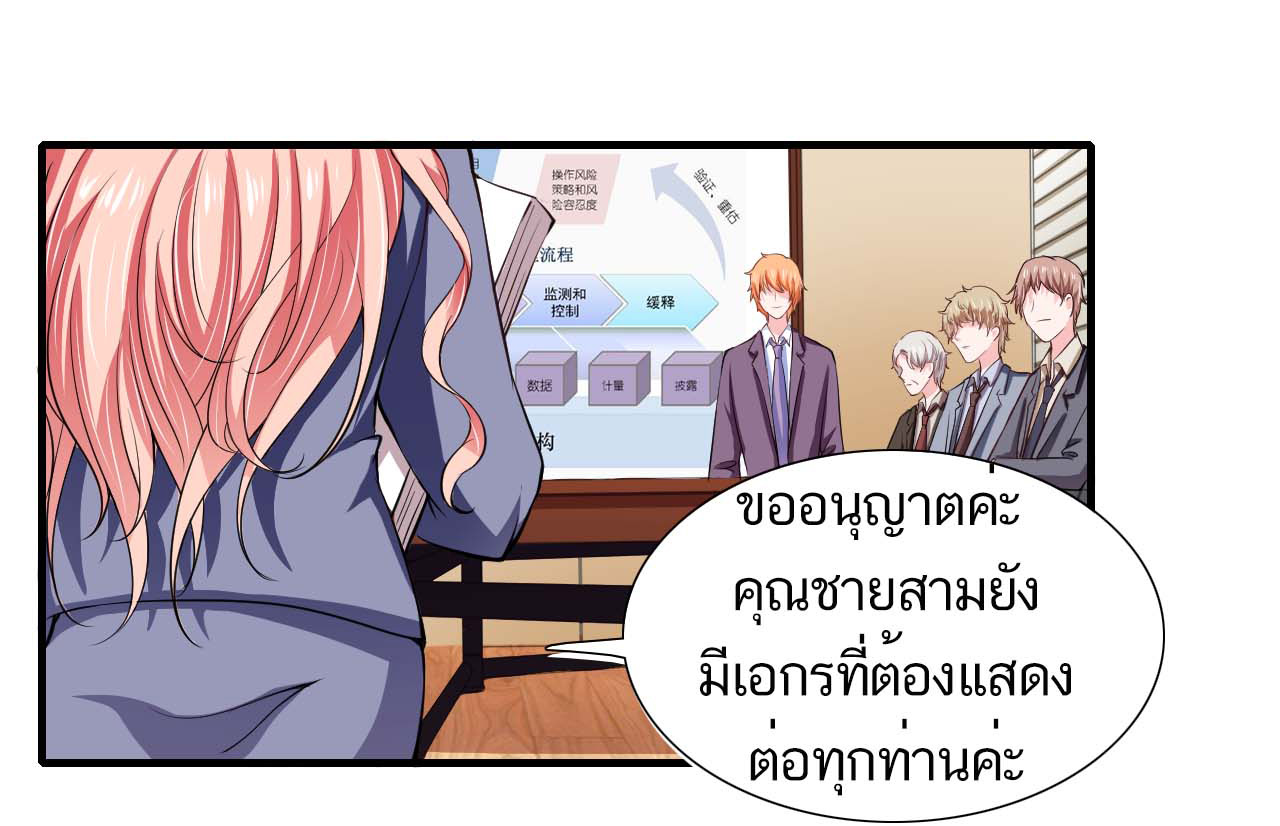 操作风险
策略和风
险容忍度
验证、重估
流程
监测和
控制
缓释
数据
计量
披露
构
ขออนุญาตค่ะ
คุณชายสามยัง
มีเอกรที่ต้องแสดง
ต่อทุกท่านค่ะ